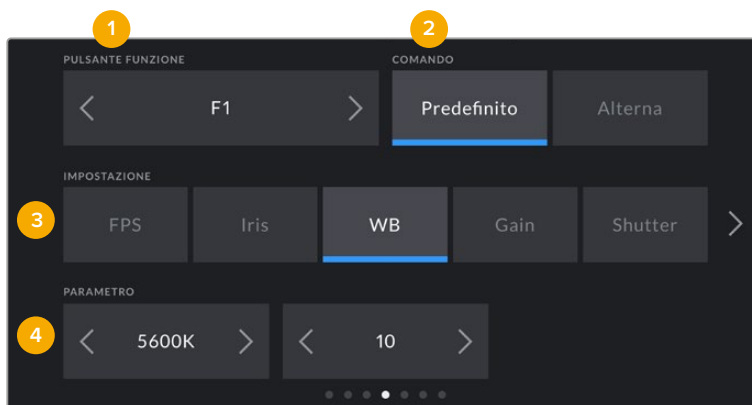 1 2
PULSANTE FUNZIONE COMANDO
F1 Predefinito Alterna
IMPOSTAZIONE
3 FPS Iris WB Gain Shutter
PARAMETRO
4 5600K 10